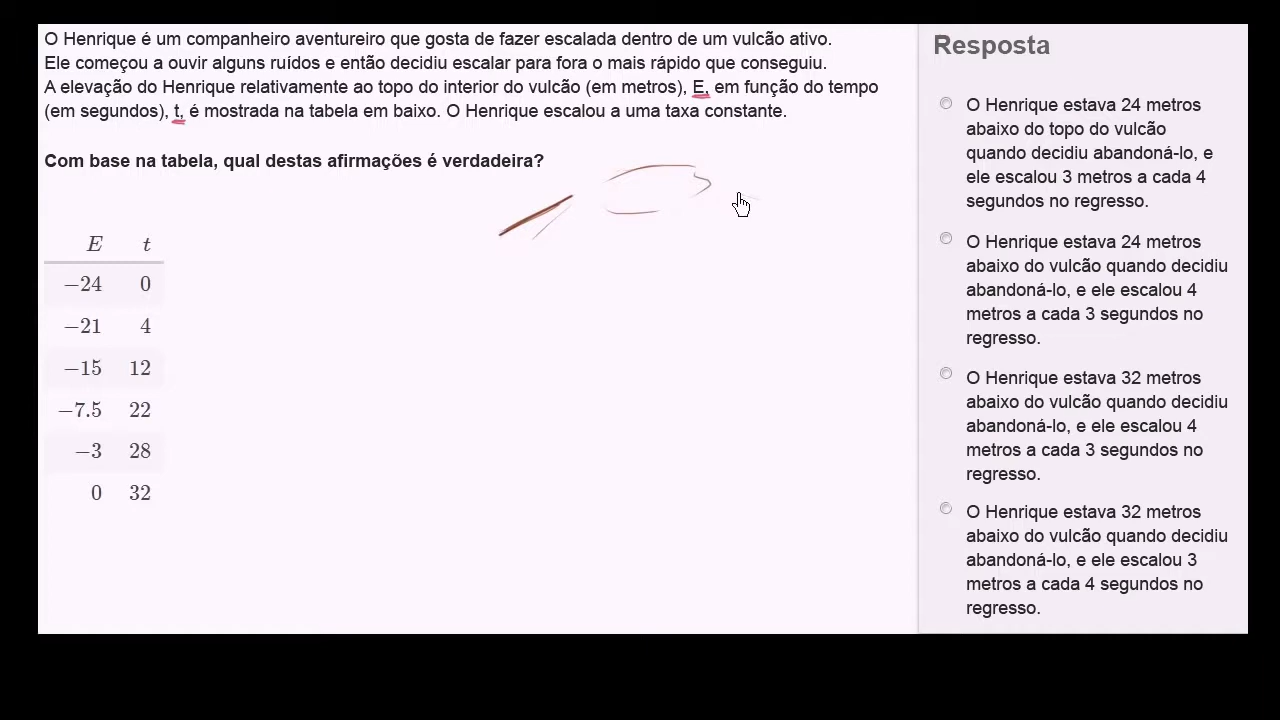 O Henrique é um companheiro aventureiro que gosta de fazer escalada dentro de um vulcão ativo.
Ele começou a ouvir alguns ruídos e então decidiu escalar para fora o mais rápido que conseguiu.
A elevação do Henrique relativamente ao topo do interior do vulcão (em metros), E, em função do tempo
(em segundos), t, é mostrada na tabela em baixo. O Henrique escalou a uma taxa constante.
Com base na tabela, qual destas afirmações é verdadeira?
E t
−24 0
−21 4
−15 12
−7.5 22
−3 28
0 32
Resposta
O Henrique estava 24 metros
abaixo do topo do vulcão
quando decidiu abandoná-lo, e
ele escalou 3 metros a cada 4
segundos no regresso.
O Henrique estava 24 metros
abaixo do vulcão quando decidiu
abandoná-lo, e ele escalou 4
metros a cada 3 segundos no
regresso.
O Henrique estava 32 metros
abaixo do vulcão quando decidiu
abandoná-lo, e ele escalou 4
metros a cada 3 segundos no
regresso.
O Henrique estava 32 metros
abaixo do vulcão quando decidiu
abandoná-lo, e ele escalou 3
metros a cada 4 segundos no
regresso.